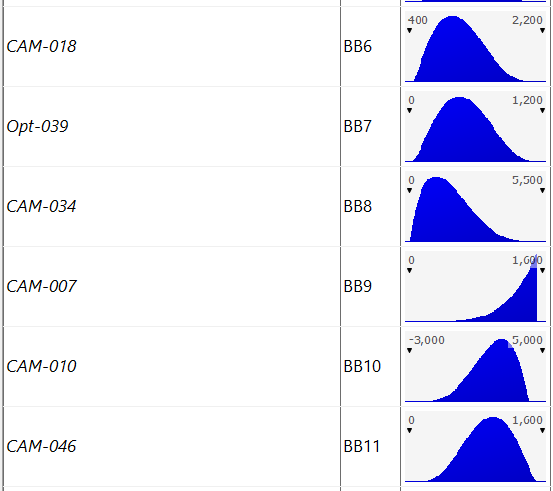 CAM-018 BB6 400 2,200
Opt-039 BB7 0 1,200
CAM-034 BB8 0 5,500
CAM-007 BB9 0 1,600
CAM-010 BB10 -3,000 5,000
CAM-046 BB11 0 1,600